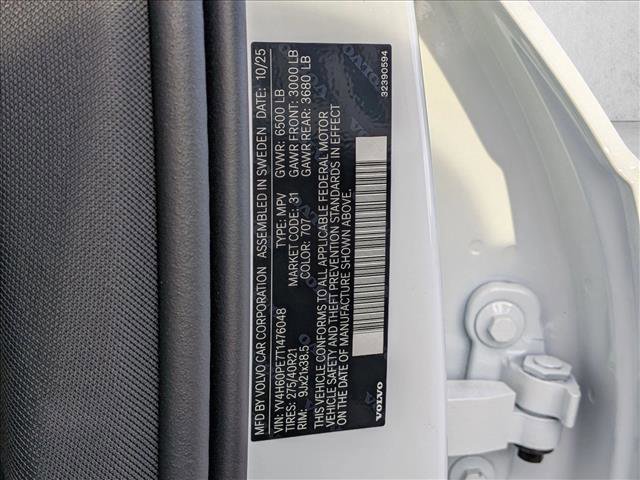 MFD BY VOLVO CAR CORPORATION ASSEMBLED IN SWEDEN DATE: 10/25
VIN: YV4H60PE7T1476048 TYPE: MPV GVWR: 6500 LB
TIRES: 275/40R21 MARKET CODE: 31 GAWR FRONT: 3000 LB
RIM: 9Jx21x38.5 COLOR: 707 GAWR REAR: 3680 LB
THIS VEHICLE CONFORMS TO ALL APPLICABLE FEDERAL MOTOR
VEHICLE SAFETY AND THEFT PREVENTION STANDARDS IN EFFECT
ON THE DATE OF MANUFACTURE SHOWN ABOVE.
VOLVO
32390594